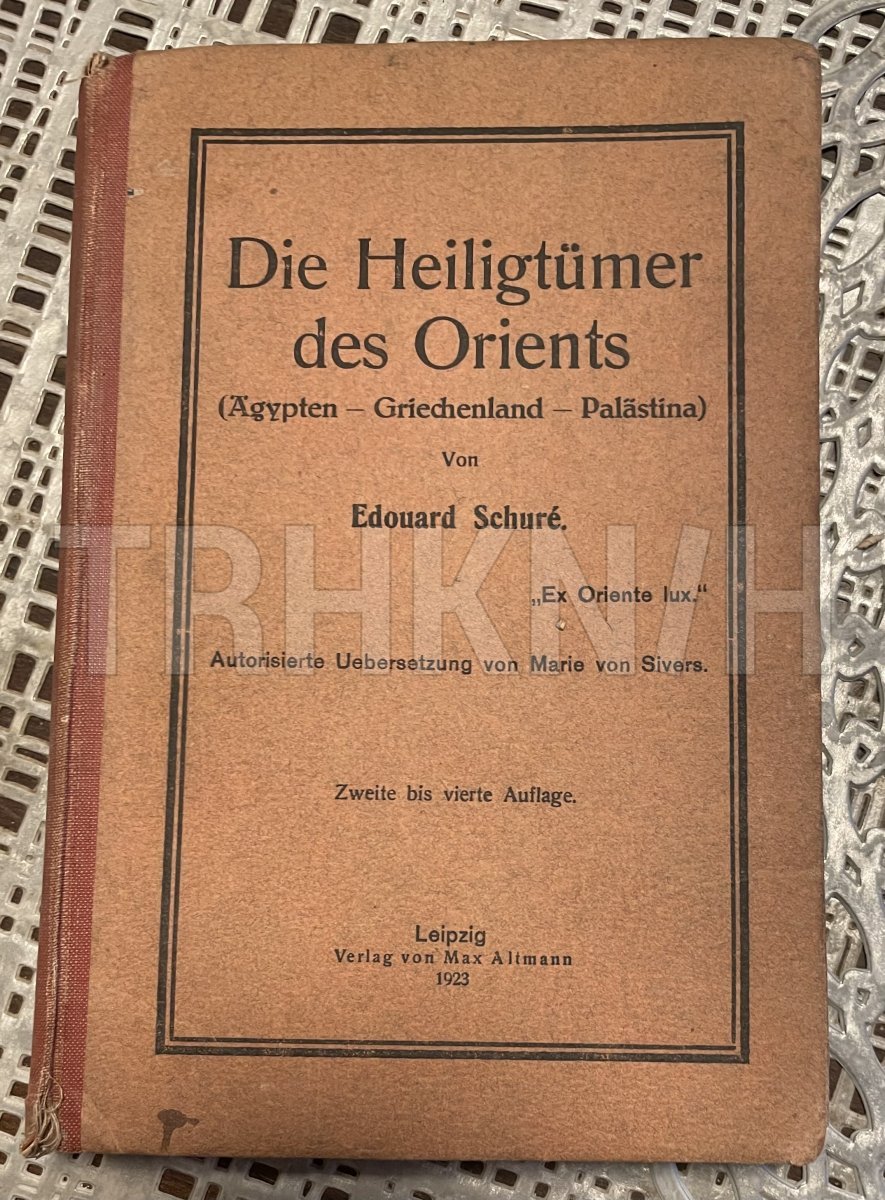 Die Heiligtümer
des Orients
(Ägypten – Griechenland – Palästina)
Von
Edouard Schuré.
„Ex Oriente lux.“
TRHKN/H
Autorisierte Uebersetzung von Marie von Sivers.
Zweite bis vierte Auflage.
Leipzig
Verlag von Max Altmann
1923